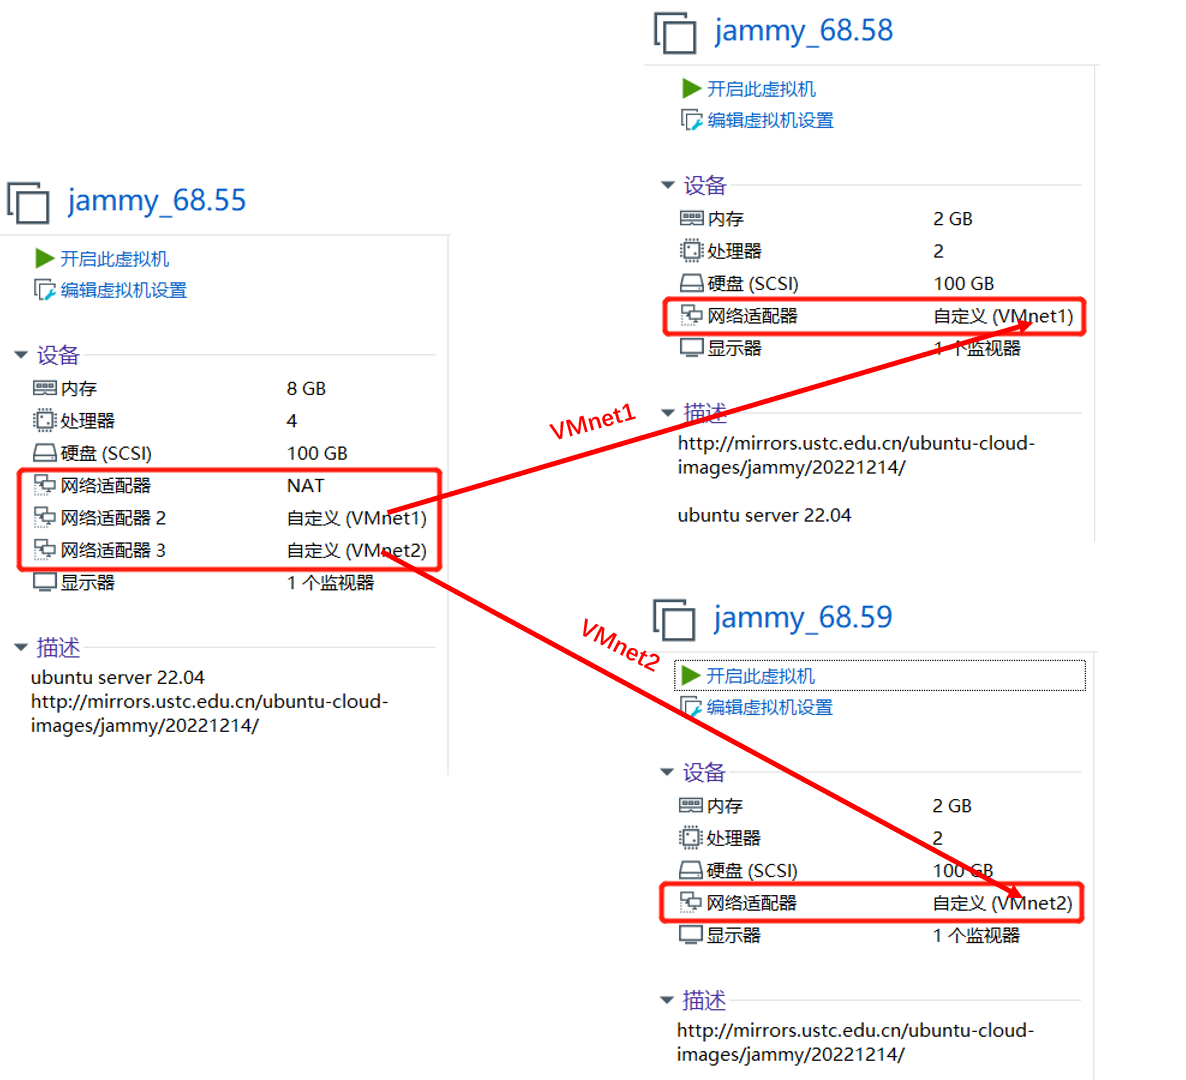 jammy_68.55
开启此虚拟机
编辑虚拟机设置
设备
内存 8 GB
处理器 4
硬盘 (SCSI) 100 GB
网络适配器 NAT
网络适配器 2 自定义 (VMnet1)
网络适配器 3 自定义 (VMnet2)
显示器 1 个监视器
描述
ubuntu server 22.04
http://mirrors.ustc.edu.cn/ubuntu-cloud-
images/jammy/20221214/
VMnet1
VMnet2
jammy_68.58
开启此虚拟机
编辑虚拟机设置
设备
内存 2 GB
处理器 2
硬盘 (SCSI) 100 GB
网络适配器 自定义 (VMnet1)
显示器 1 个监视器
描述
http://mirrors.ustc.edu.cn/ubuntu-cloud-
images/jammy/20221214/
ubuntu server 22.04
jammy_68.59
开启此虚拟机
编辑虚拟机设置
设备
内存 2 GB
处理器 2
硬盘 (SCSI) 100 GB
网络适配器 自定义 (VMnet2)
显示器 1 个监视器
描述
http://mirrors.ustc.edu.cn/ubuntu-cloud-
images/jammy/20221214/